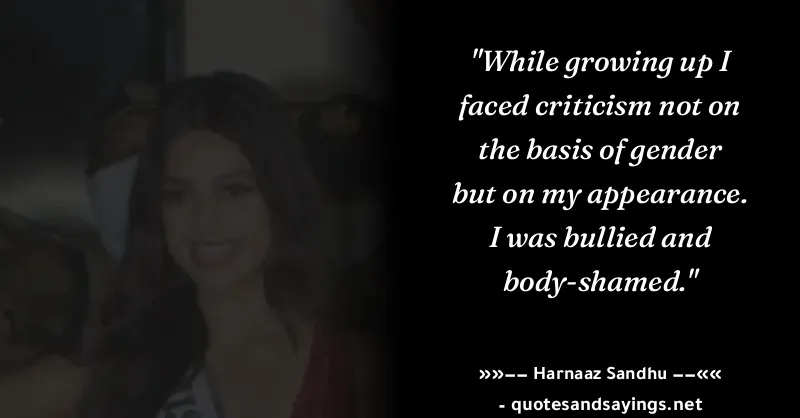 "While growing up I
faced criticism not on
the basis of gender
but on my appearance.
I was bullied and
body-shamed."
»»–– Harnaaz Sandhu ––««
- quotesandsayings.net